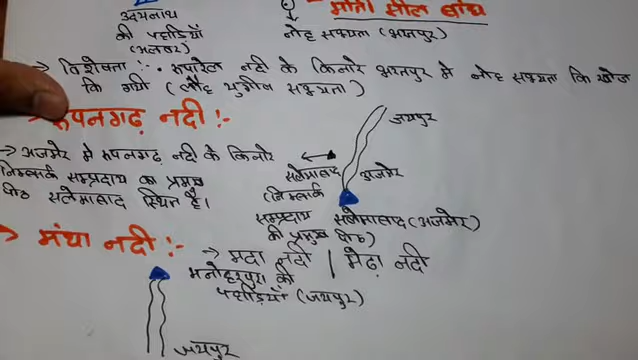 उदयनाथ
की पहाड़ियाँ
(अलवर)
मोती झील बांध
नोह सभ्यता (भरतपुर)
→ विशेषता :- रूपारेल नदी के किनारे भरतपुर मे नोह सभ्यता कि खोज
कि गयी (लौह युगीन सभ्यता)
रूपनगढ़ नदी :-
→ अजमेर मे रूपनगढ़ नदी के किनारे
निम्बार्क सम्प्रदाय का प्रमुख
पीठ सलेमाबाद स्थित है।
जयपुर
सलेमाबाद
अजमेर
(निम्बार्क
सम्प्रदाय
की प्रमुख पीठ)
सलेमाबाद (अजमेर)
→ मंथा नदी :-
→ मेढा नदी / मेढ़ा नदी
मनोहरपुरा की
पहाड़ियाँ (जयपुर)
जयपुर